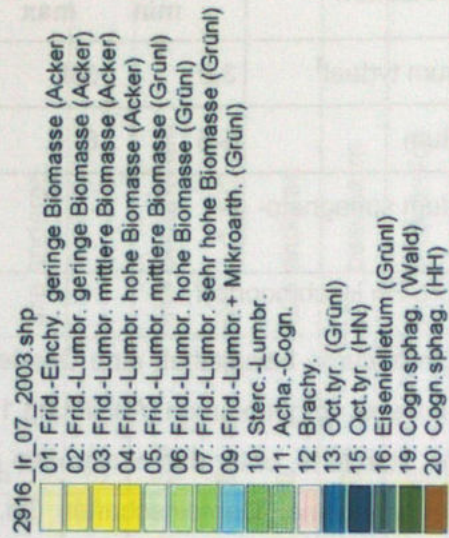 2916_lr_07_2003.shp
01: Frid.-Enchy. geringe Biomasse (Acker)
02: Frid.-Lumbr. geringe Biomasse (Acker)
03: Frid.-Lumbr. mittlere Biomasse (Acker)
04: Frid.-Lumbr. hohe Biomasse (Acker)
05: Frid.-Lumbr. mittlere Biomasse (Grünl)
06: Frid.-Lumbr. hohe Biomasse (Grünl)
07: Frid.-Lumbr. sehr hohe Biomasse (Grünl)
09: Frid.-Lumbr. + Mikroarth. (Grünl)
10: Sterc.-Lumbr.
11: Acha.-Cogn.
12: Brachy.
13: Oct.tyr. (Grünl)
15: Oct.tyr. (HN)
16: Eisenielletum (Grünl)
19: Cogn.sphag. (Wald)
20: Cogn.sphag. (HH)